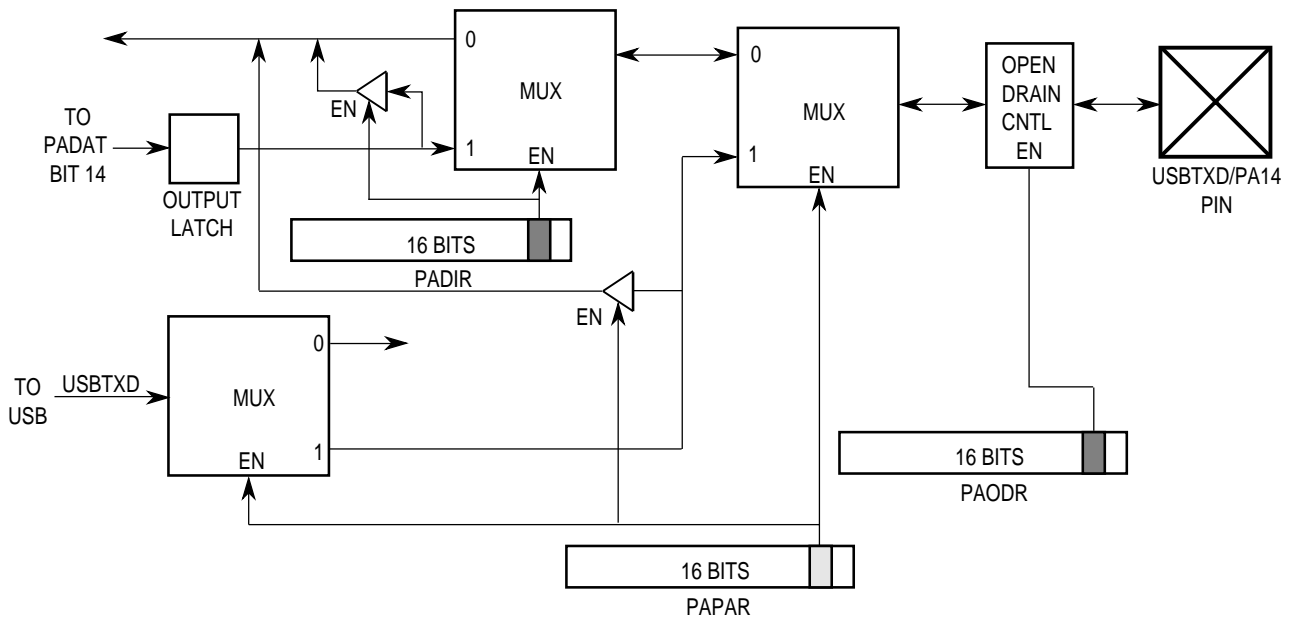 TO
PADAT
BIT 14
OUTPUT
LATCH
EN
0
MUX
1
EN
16 BITS
PADIR
0
MUX
1
EN
OPEN
DRAIN
CNTL
EN
USBTXD/PA14
PIN
EN
TO
USB
USBTXD
0
MUX
1
EN
16 BITS
PAODR
16 BITS
PAPAR